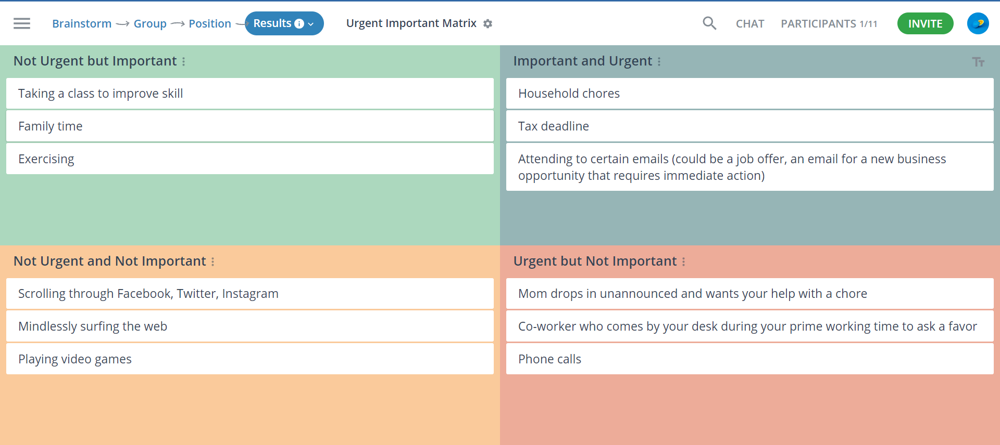 Brainstorm Group Position Results Urgent Important Matrix CHAT PARTICIPANTS 1/11 INVITE
Not Urgent but Important
Taking a class to improve skill
Family time
Exercising
Important and Urgent
Household chores
Tax deadline
Attending to certain emails (could be a job offer, an email for a new business
opportunity that requires immediate action)
Not Urgent and Not Important
Scrolling through Facebook, Twitter, Instagram
Mindlessly surfing the web
Playing video games
Urgent but Not Important
Mom drops in unannounced and wants your help with a chore
Co-worker who comes by your desk during your prime working time to ask a favor
Phone calls